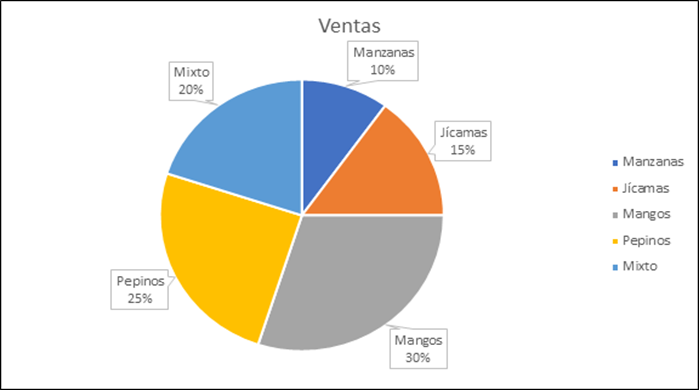 Ventas
Manzanas
10%
Jícamas
15%
Mangos
30%
Pepinos
25%
Mixto
20%
Manzanas
Jícamas
Mangos
Pepinos
Mixto